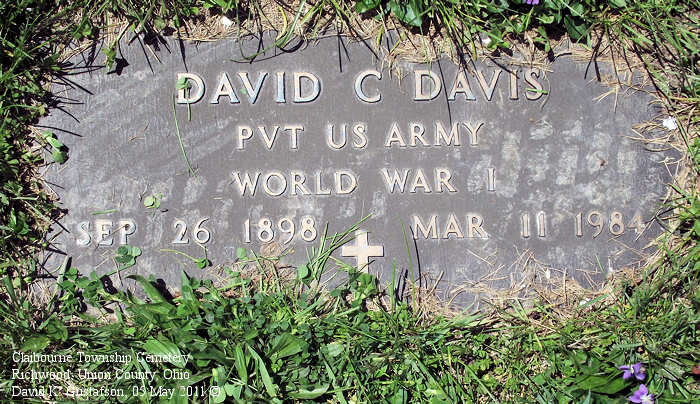 DAVID C DAVIS
PVT US ARMY
WORLD WAR I
SEP 26 1898 MAR 11 1984
Claibourne Township Cemetery
Richwood, Union County, Ohio
David K. Gustafson, 03 May 2011 ©